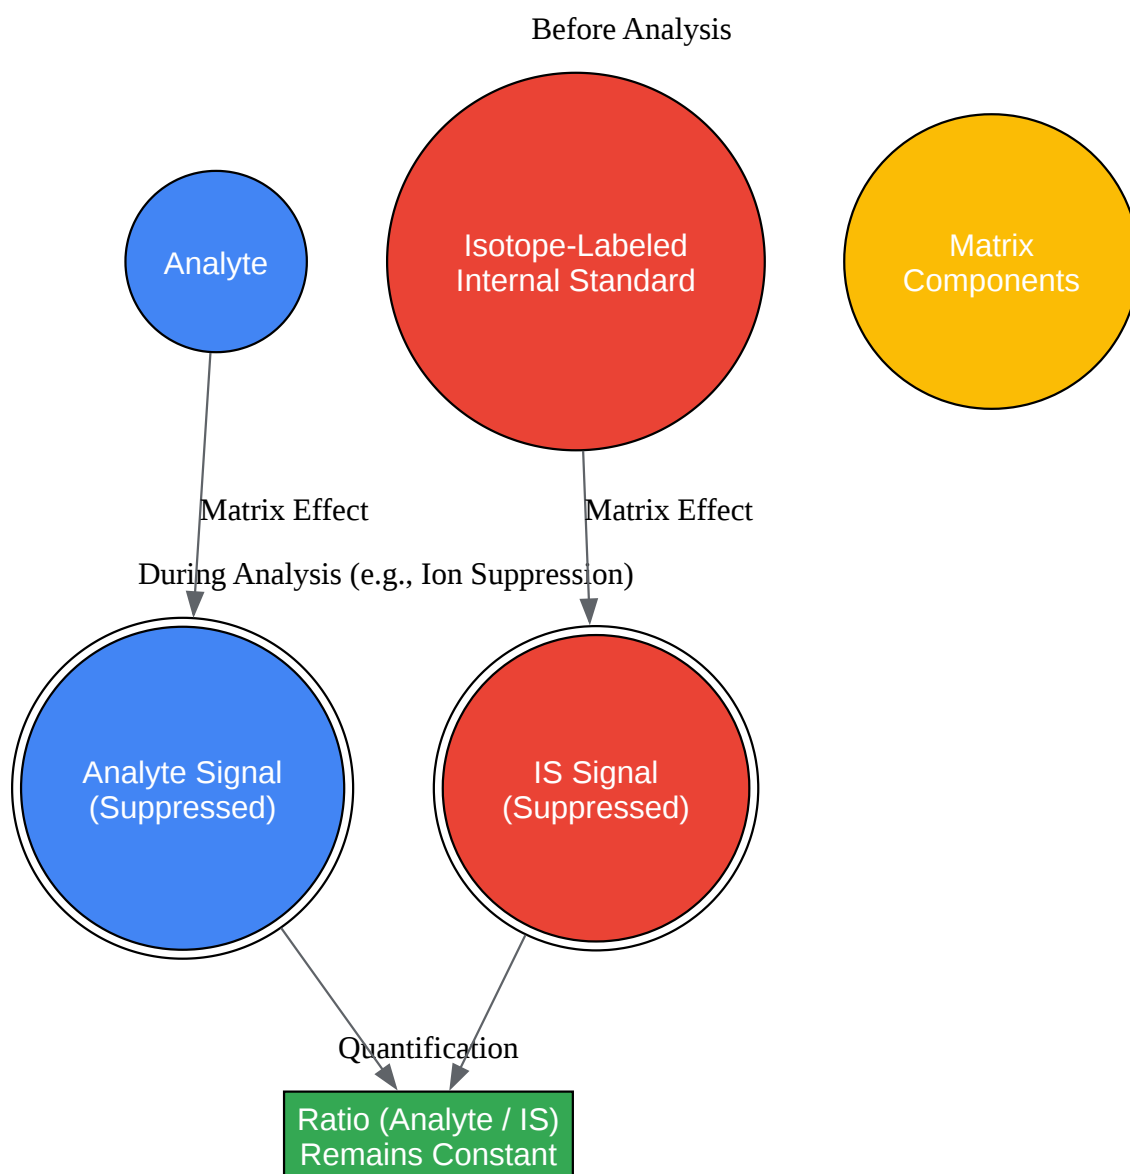 Before Analysis
Analyte
Isotope-Labeled
Internal Standard
Matrix
Components
Matrix Effect
Matrix Effect
During Analysis (e.g., Ion Suppression)
Analyte Signal
(Suppressed)
IS Signal
(Suppressed)
Quantification
Ratio (Analyte / IS)
Remains Constant